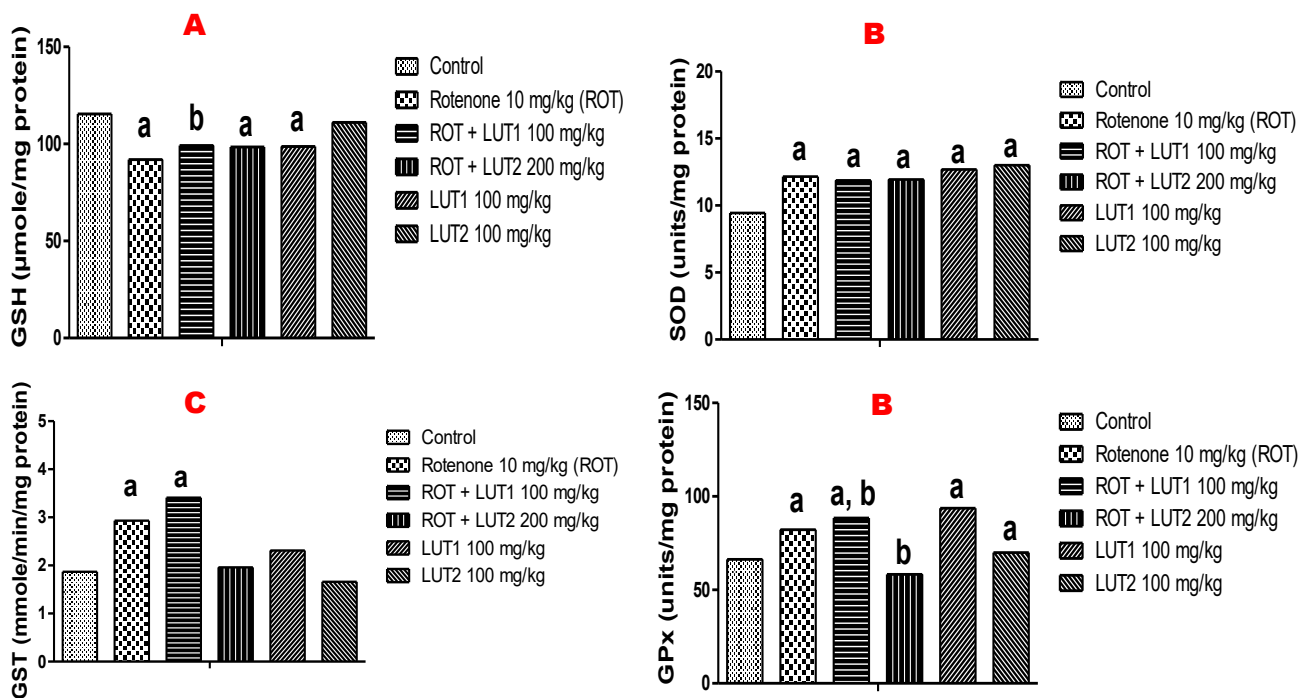 A
GSH (µmole/mg protein)
150
100
50
0
a
b
a
a
Control
Rotenone 10 mg/kg (ROT)
ROT + LUT1 100 mg/kg
ROT + LUT2 200 mg/kg
LUT1 100 mg/kg
LUT2 100 mg/kg
B
SOD (units/mg protein)
20
15
10
5
0
a
a
a
a
a
Control
Rotenone 10 mg/kg (ROT)
ROT + LUT1 100 mg/kg
ROT + LUT2 200 mg/kg
LUT1 100 mg/kg
LUT2 100 mg/kg
C
GST (mmole/min/mg protein)
5
4
3
2
1
0
a
a
Control
Rotenone 10 mg/kg (ROT)
ROT + LUT1 100 mg/kg
ROT + LUT2 200 mg/kg
LUT1 100 mg/kg
LUT2 100 mg/kg
B
GPx (units/mg protein)
150
100
50
0
a
a, b
b
a
a
Control
Rotenone 10 mg/kg (ROT)
ROT + LUT1 100 mg/kg
ROT + LUT2 200 mg/kg
LUT1 100 mg/kg
LUT2 100 mg/kg